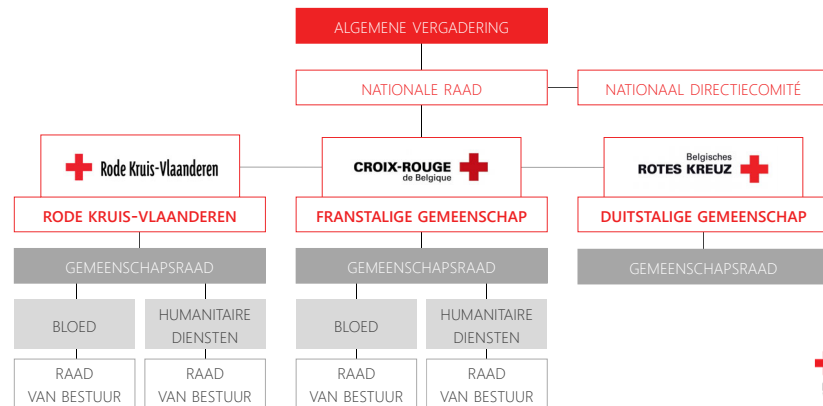 ALGEMENE VERGADERING
NATIONALE RAAD
NATIONAAL DIRECTIECOMITÉ
Rode Kruis-Vlaanderen
CROIX-ROUGE
de Belgique
Belgisches
ROTES KREUZ
RODE KRUIS-VLAANDEREN
FRANSTALIGE GEMEENSCHAP
DUITSTALIGE GEMEENSCHAP
GEMEENSCHAPSRAAD
GEMEENSCHAPSRAAD
GEMEENSCHAPSRAAD
BLOED
HUMANITAIRE
DIENSTEN
BLOED
HUMANITAIRE
DIENSTEN
RAAD
VAN BESTUUR
RAAD
VAN BESTUUR
RAAD
VAN BESTUUR
RAAD
VAN BESTUUR